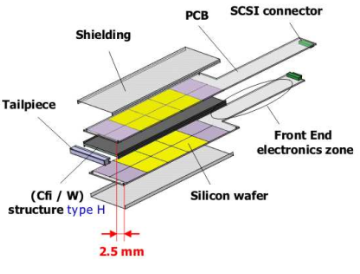 SCSI connector
PCB
Shielding
Tailpiece
Front End
electronics zone
(Cfi / W)
structure type H
Silicon wafer
2.5 mm